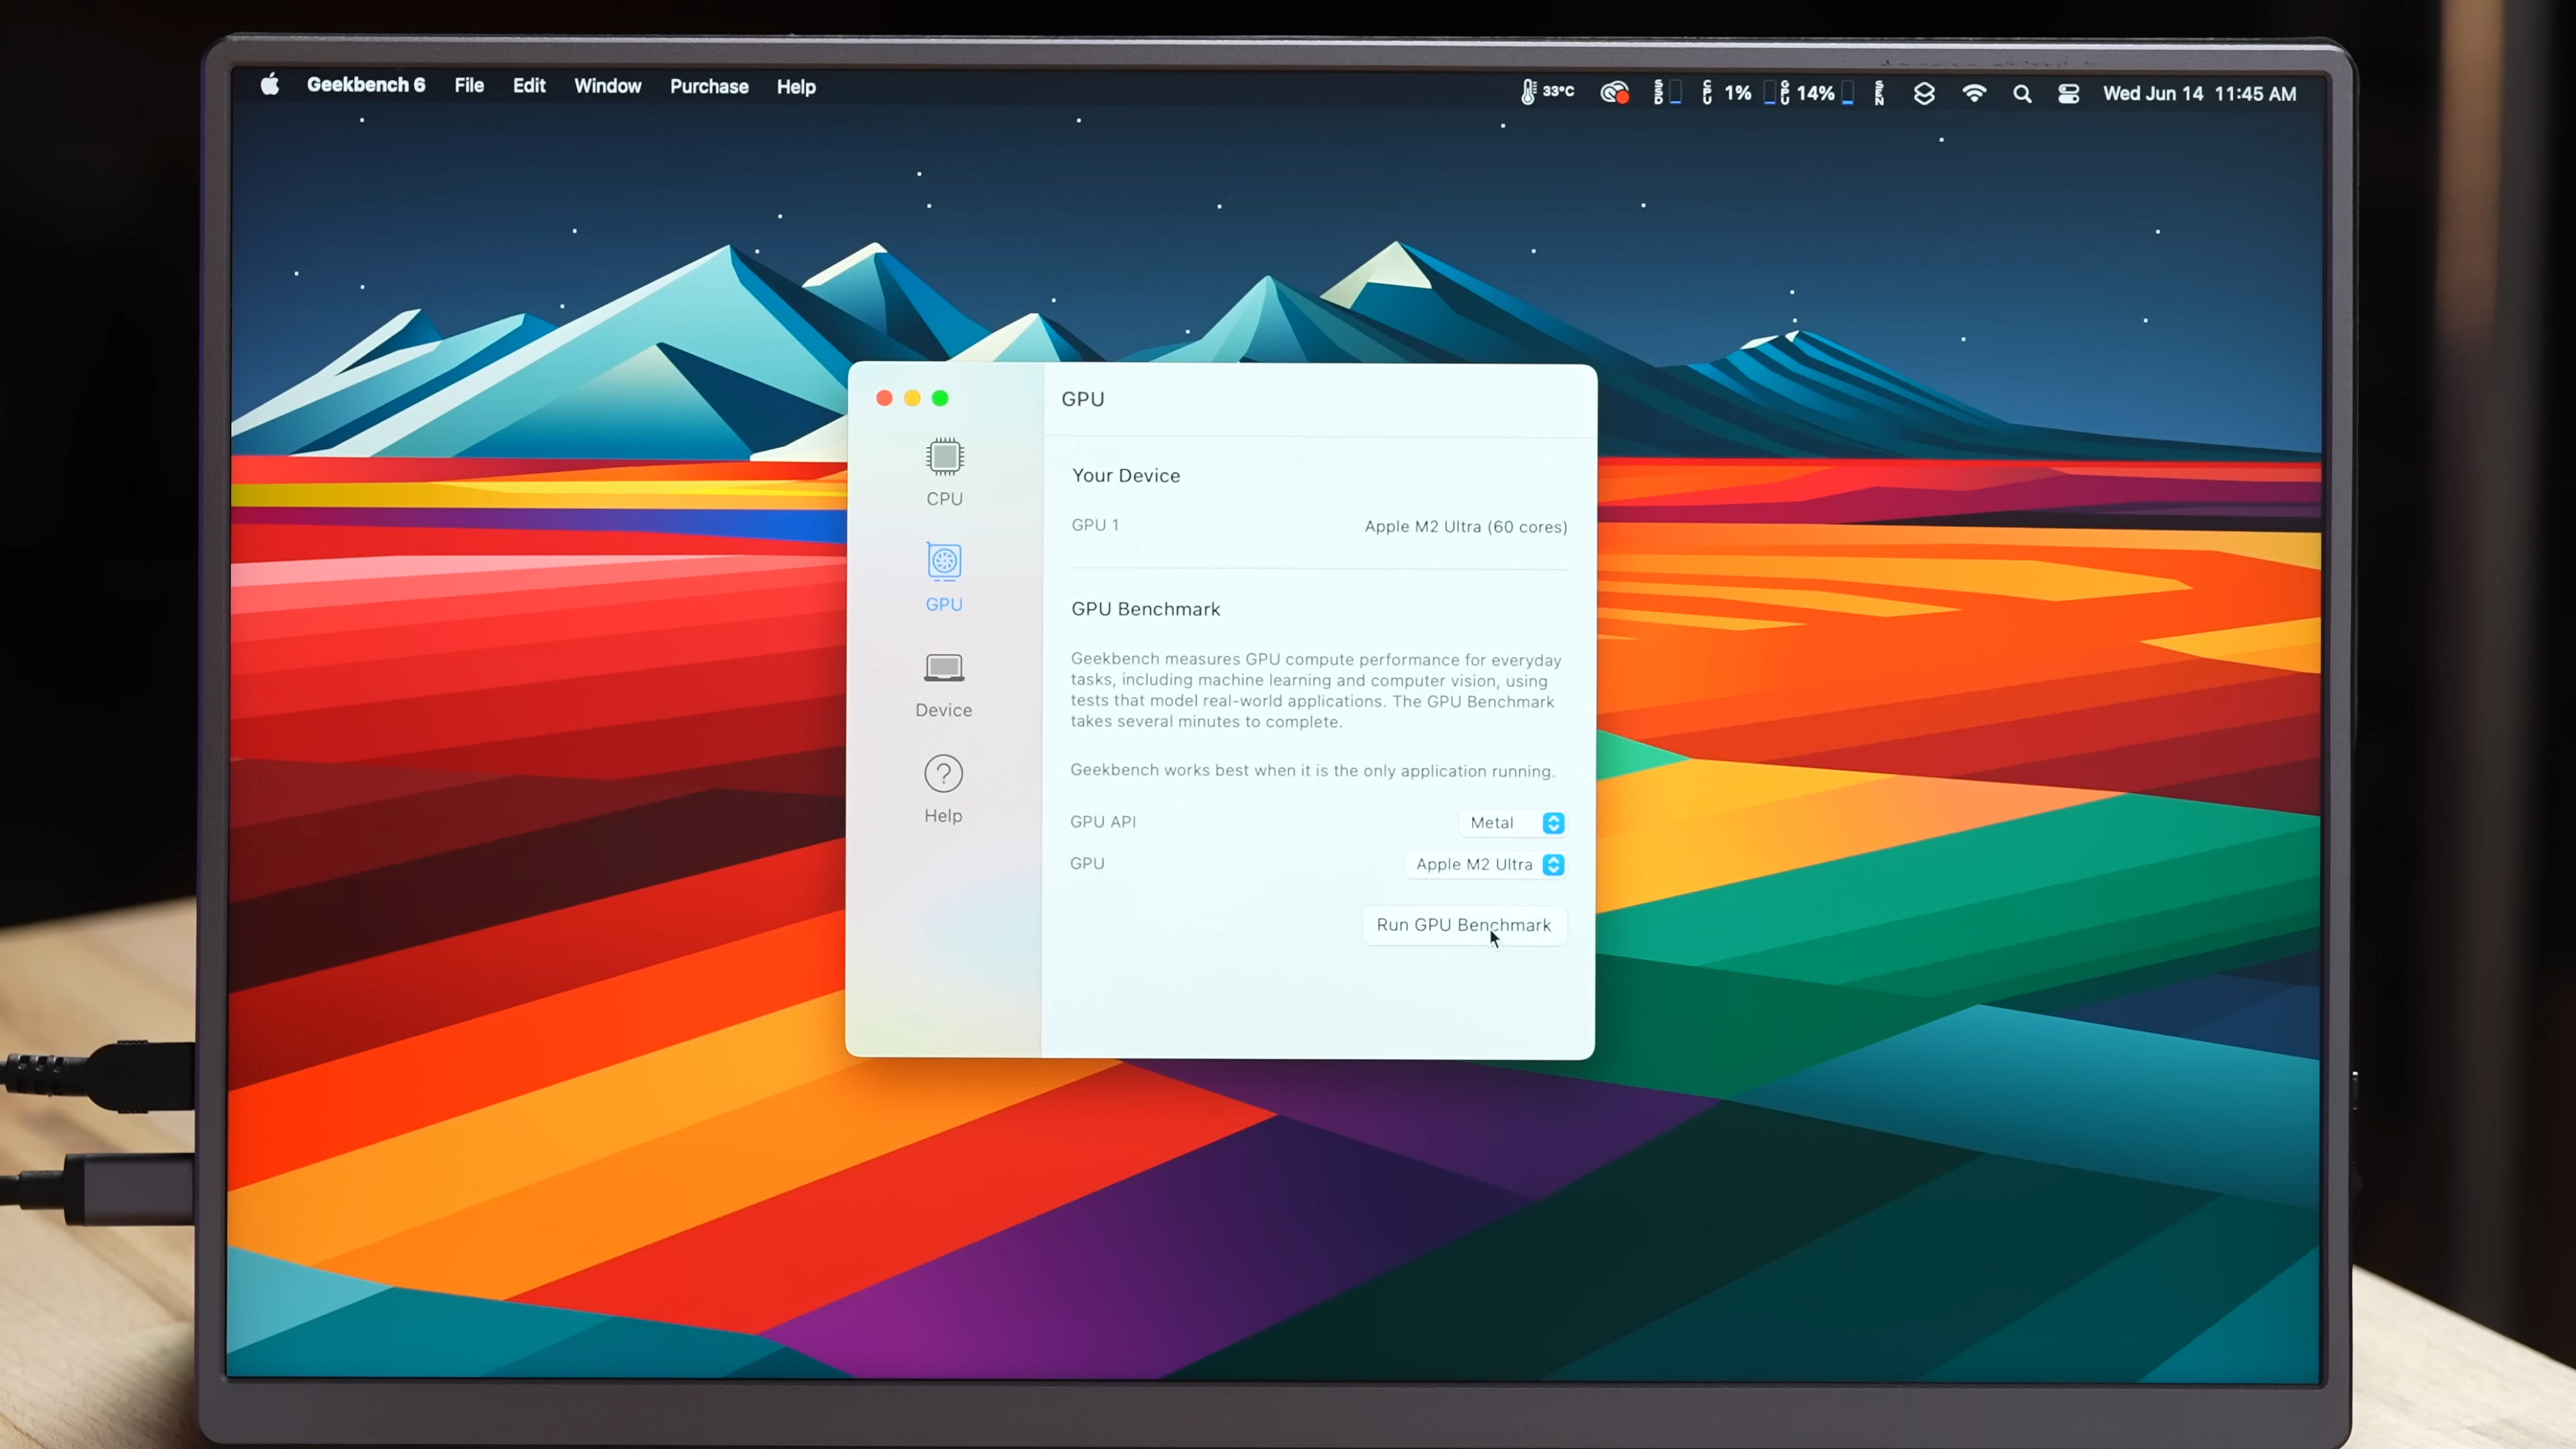 Geekbench 6 File Edit Window Purchase Help
33°C SSD CPU 1% GPU 14% SEN Wed Jun 14 11:45 AM
GPU
CPU
GPU
Device
Help
Your Device
GPU 1 Apple M2 Ultra (60 cores)
GPU Benchmark
Geekbench measures GPU compute performance for everyday
tasks, including machine learning and computer vision, using
tests that model real-world applications. The GPU Benchmark
takes several minutes to complete.
Geekbench works best when it is the only application running.
GPU API Metal
GPU Apple M2 Ultra
Run GPU Benchmark